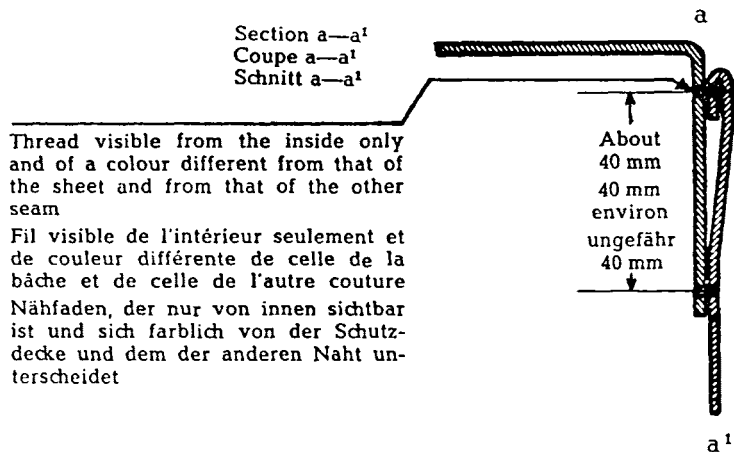 a
Section a—a¹
Coupe a—a¹
Schnitt a—a¹
Thread visible from the inside only
and of a colour different from that of
the sheet and from that of the other
seam
Fil visible de l'intérieur seulement et
de couleur différente de celle de la
bâche et de celle de l'autre couture
Nähfaden, der nur von innen sichtbar
ist und sich farblich von der Schutz-
decke und dem der anderen Naht un-
terscheidet
About
40 mm
40 mm
environ
ungefähr
40 mm
a¹